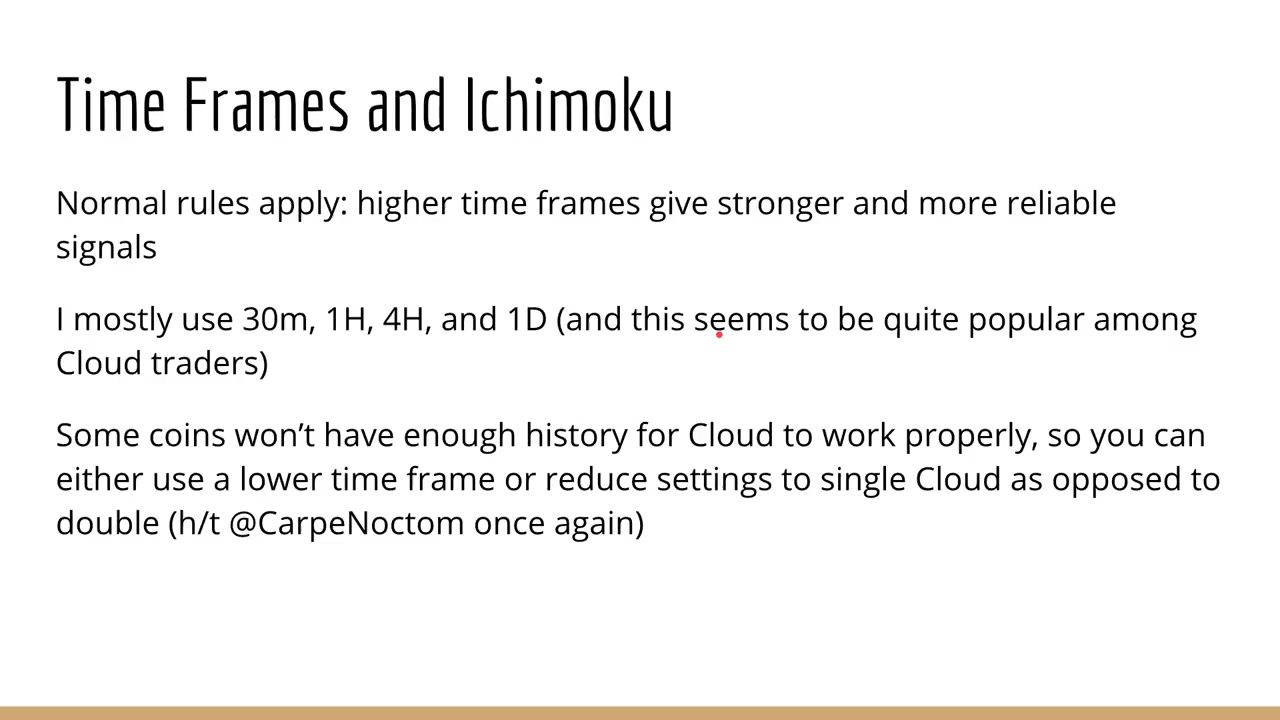 Time Frames and Ichimoku
Normal rules apply: higher time frames give stronger and more reliable
signals
I mostly use 30m, 1H, 4H, and 1D (and this seems to be quite popular among
Cloud traders)
Some coins won’t have enough history for Cloud to work properly, so you can
either use a lower time frame or reduce settings to single Cloud as opposed to
double (h/t @CarpeNoctom once again)